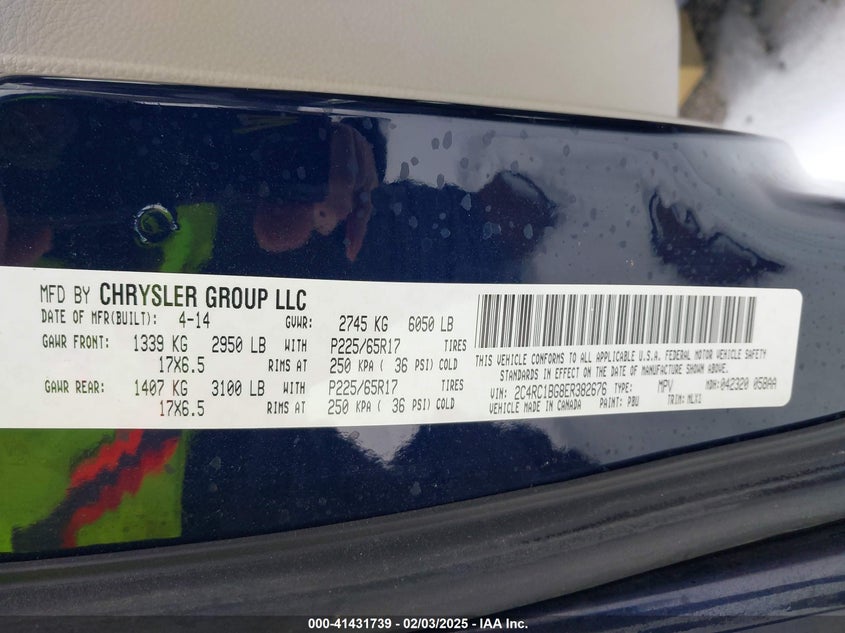 MFD BY CHRYSLER GROUP LLC
DATE OF MFR(BUILT): 4-14 GVWR: 2745 KG 6050 LB
GAWR FRONT: 1339 KG 2950 LB WITH P225/65R17 TIRES
17X6.5 RIMS AT 250 KPA ( 36 PSI) COLD
GAWR REAR: 1407 KG 3100 LB WITH P225/65R17 TIRES
17X6.5 RIMS AT 250 KPA ( 36 PSI) COLD
THIS VEHICLE CONFORMS TO ALL APPLICABLE U.S.A. FEDERAL MOTOR VEHICLE SAFETY
STANDARDS IN EFFECT ON THE DATE OF MANUFACTURE SHOWN ABOVE.
VIN: 2C4RC1BG8ER382676 TYPE: MPV MDH: 042320 058AA
VEHICLE MADE IN CANADA PAINT: PBU TRIM: MLX1
000-41431739 — 02/03/2025 — IAA Inc.